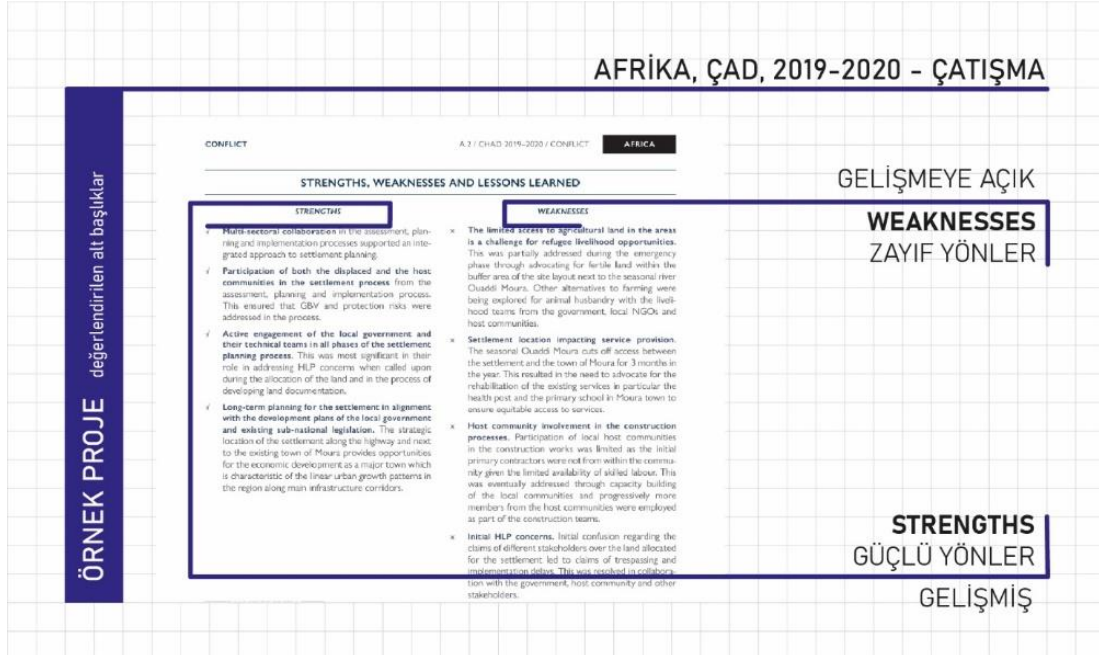 AFRİKA, ÇAD, 2019-2020 - ÇATIŞMA
ÖRNEK PROJE değerlendirilen alt başlıklar
CONFLICT
A.2 / CHAD 2019–2020 / CONFLICT
AFRICA
STRENGTHS, WEAKNESSES AND LESSONS LEARNED
STRENGTHS
√ Multi-sectoral collaboration in the assessment, plan-
ning and implementation processes supported an inte-
grated approach to settlement planning.
√ Participation of both the displaced and the host
communities in the settlement process from the
assessment, planning and implementation process.
This ensured that GBV and protection risks were
addressed in the process.
√ Active engagement of the local government and
their technical teams in all phases of the settlement
planning process. This was most significant in their
role in addressing HLP concerns when called upon
during the allocation of the land and in the process of
developing land documentation.
√ Long-term planning for the settlement in alignment
with the development plans of the local government
and existing sub-national legislation. The strategic
location of the settlement along the highway and next
to the existing town of Moura provides opportunities
for the economic development as a major town which
is characteristic of the linear urban growth patterns in
the region along main infrastructure corridors.
WEAKNESSES
x The limited access to agricultural land in the areas
is a challenge for refugee livelihood opportunities.
This was partially addressed during the emergency
phase through advocating for fertile land within the
buffer area of the site layout next to the seasonal river
Ouaddi Moura. Other alternatives to farming were
being explored for animal husbandry with the liveli-
hood teams from the government, local NGOs and
host communities.
x Settlement location impacting service provision.
The seasonal Ouaddi Moura cuts off access between
the settlement and the town of Moura for 3 months in
the year. This resulted in the need to advocate for the
rehabilitation of the existing services in particular the
health post and the primary school in Moura town to
ensure equitable access to services.
x Host community involvement in the construction
processes. Participation of local host communities
in the construction works was limited as the initial
primary contractors were not from within the commu-
nity given the limited availability of skilled labour. This
was eventually addressed through capacity building
of the local communities and progressively more
members from the host communities were employed
as part of the construction teams.
x Initial HLP concerns. Initial confusion regarding the
claims of different stakeholders over the land allocated
for the settlement led to claims of trespassing and
implementation delays. This was resolved in collabora-
tion with the government, host community and other
stakeholders.
GELİŞMEYE AÇIK
WEAKNESSES
ZAYIF YÖNLER
STRENGTHS
GÜÇLÜ YÖNLER
GELİŞMİŞ